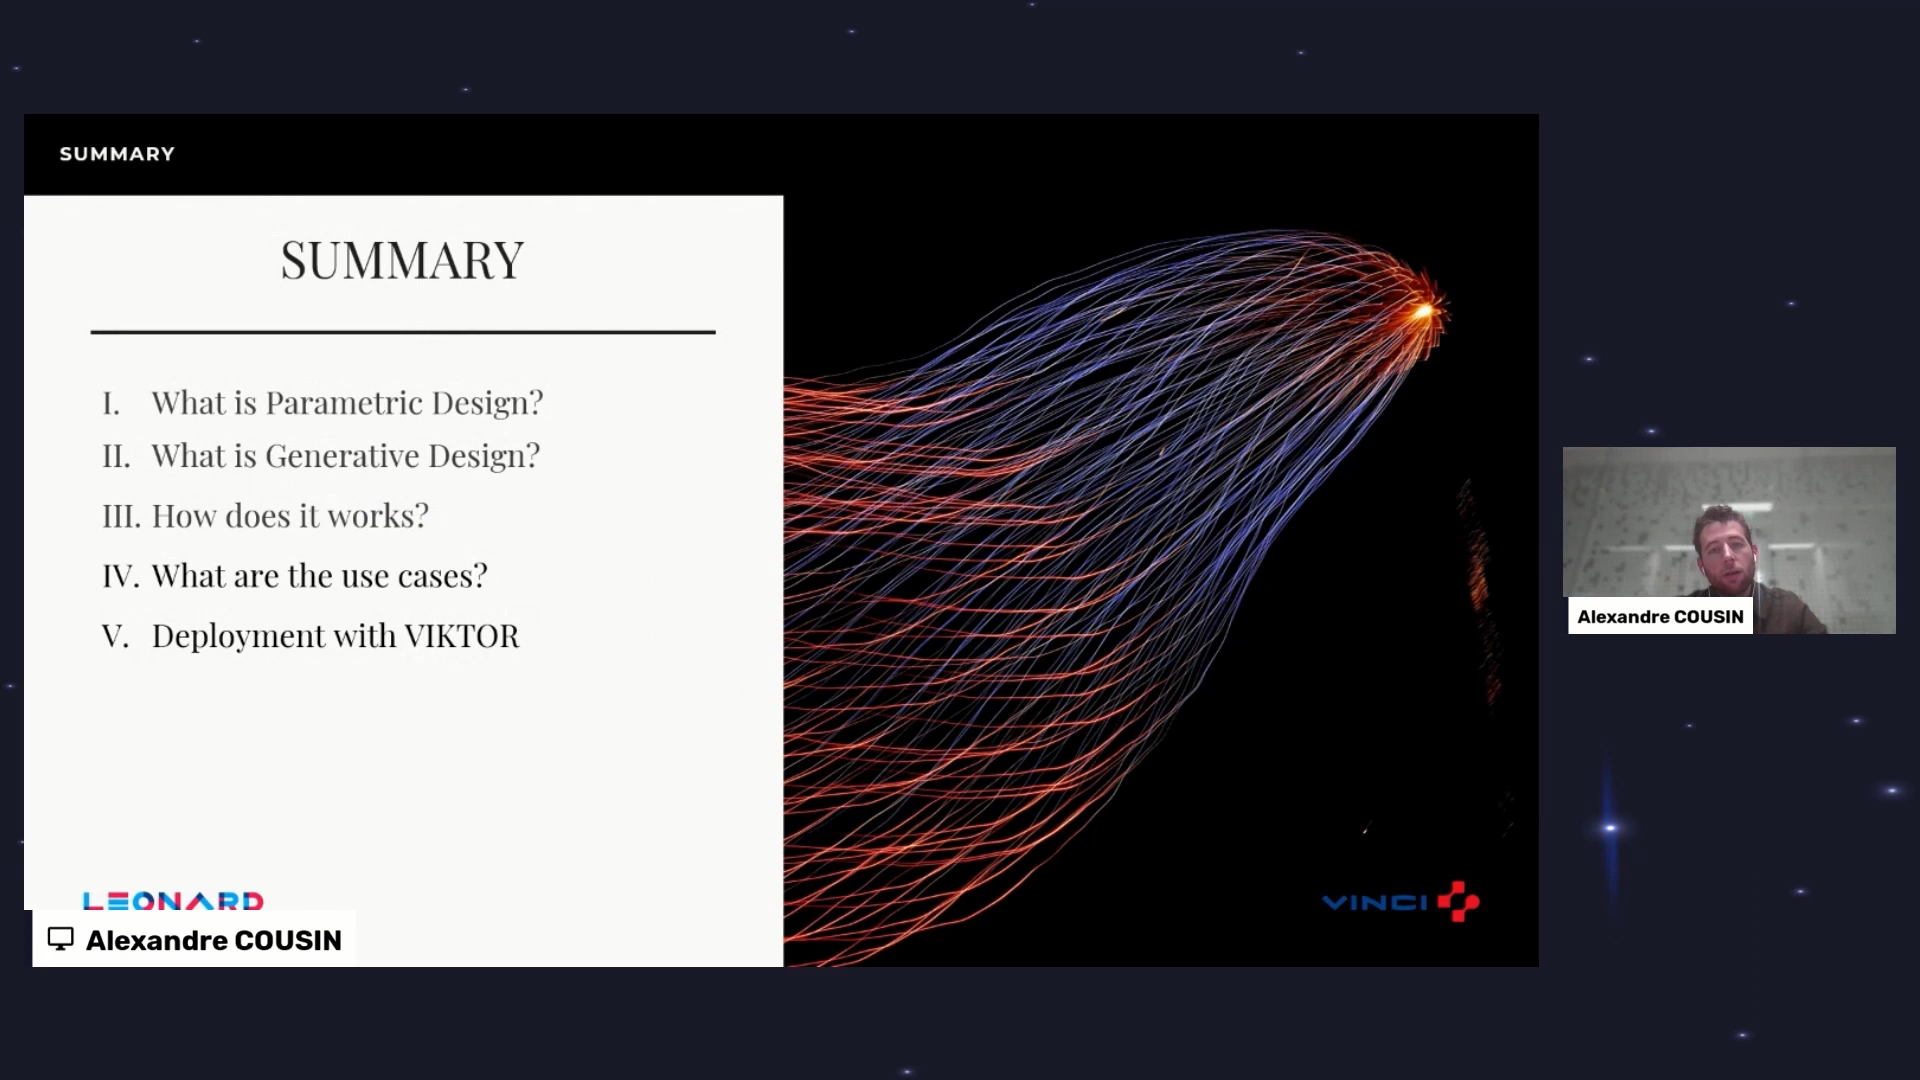 SUMMARY
SUMMARY
I. What is Parametric Design?
II. What is Generative Design?
III. How does it works?
IV. What are the use cases?
V. Deployment with VIKTOR
LEONARD
Alexandre COUSIN
VINCI
Alexandre COUSIN